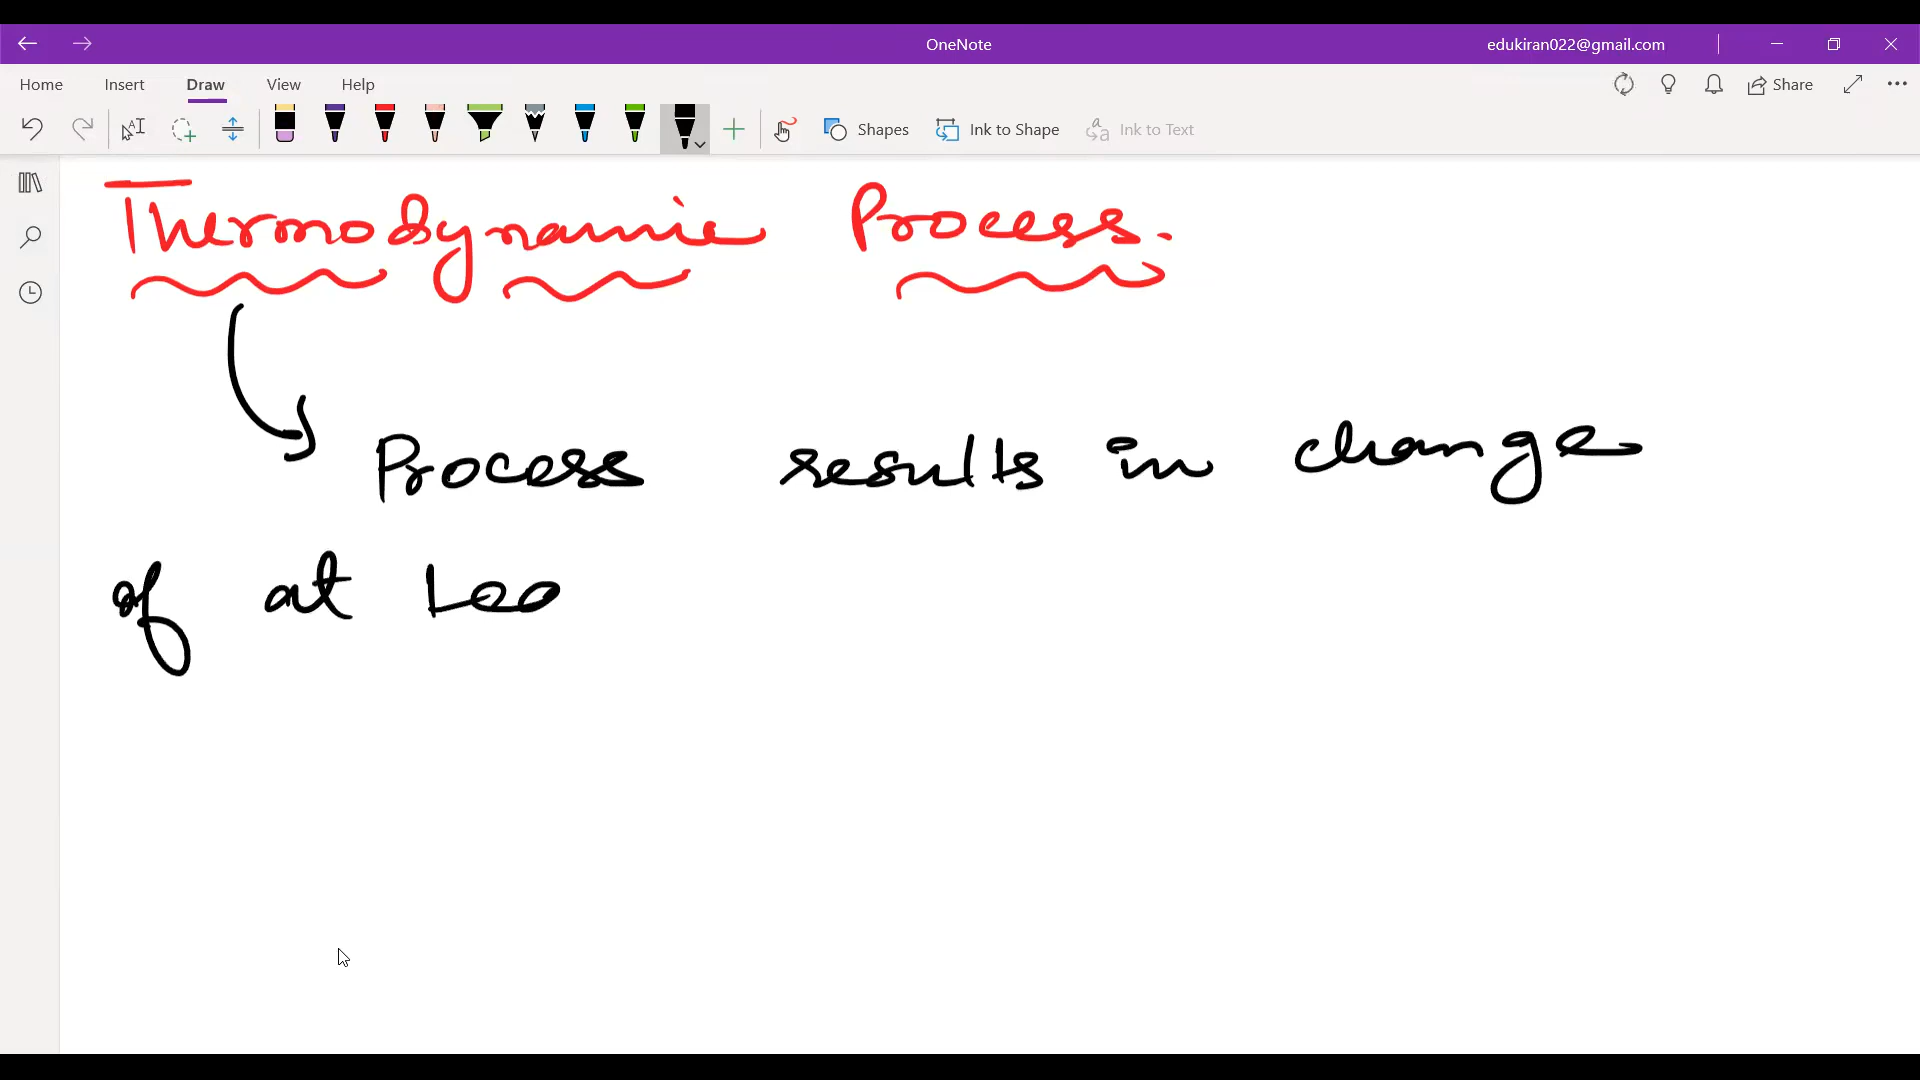 OneNote
edukiran022@gmail.com
Home Insert Draw View Help
Share
Shapes Ink to Shape Ink to Text
Thermodynamic Process.
Process results in change
of at Lea